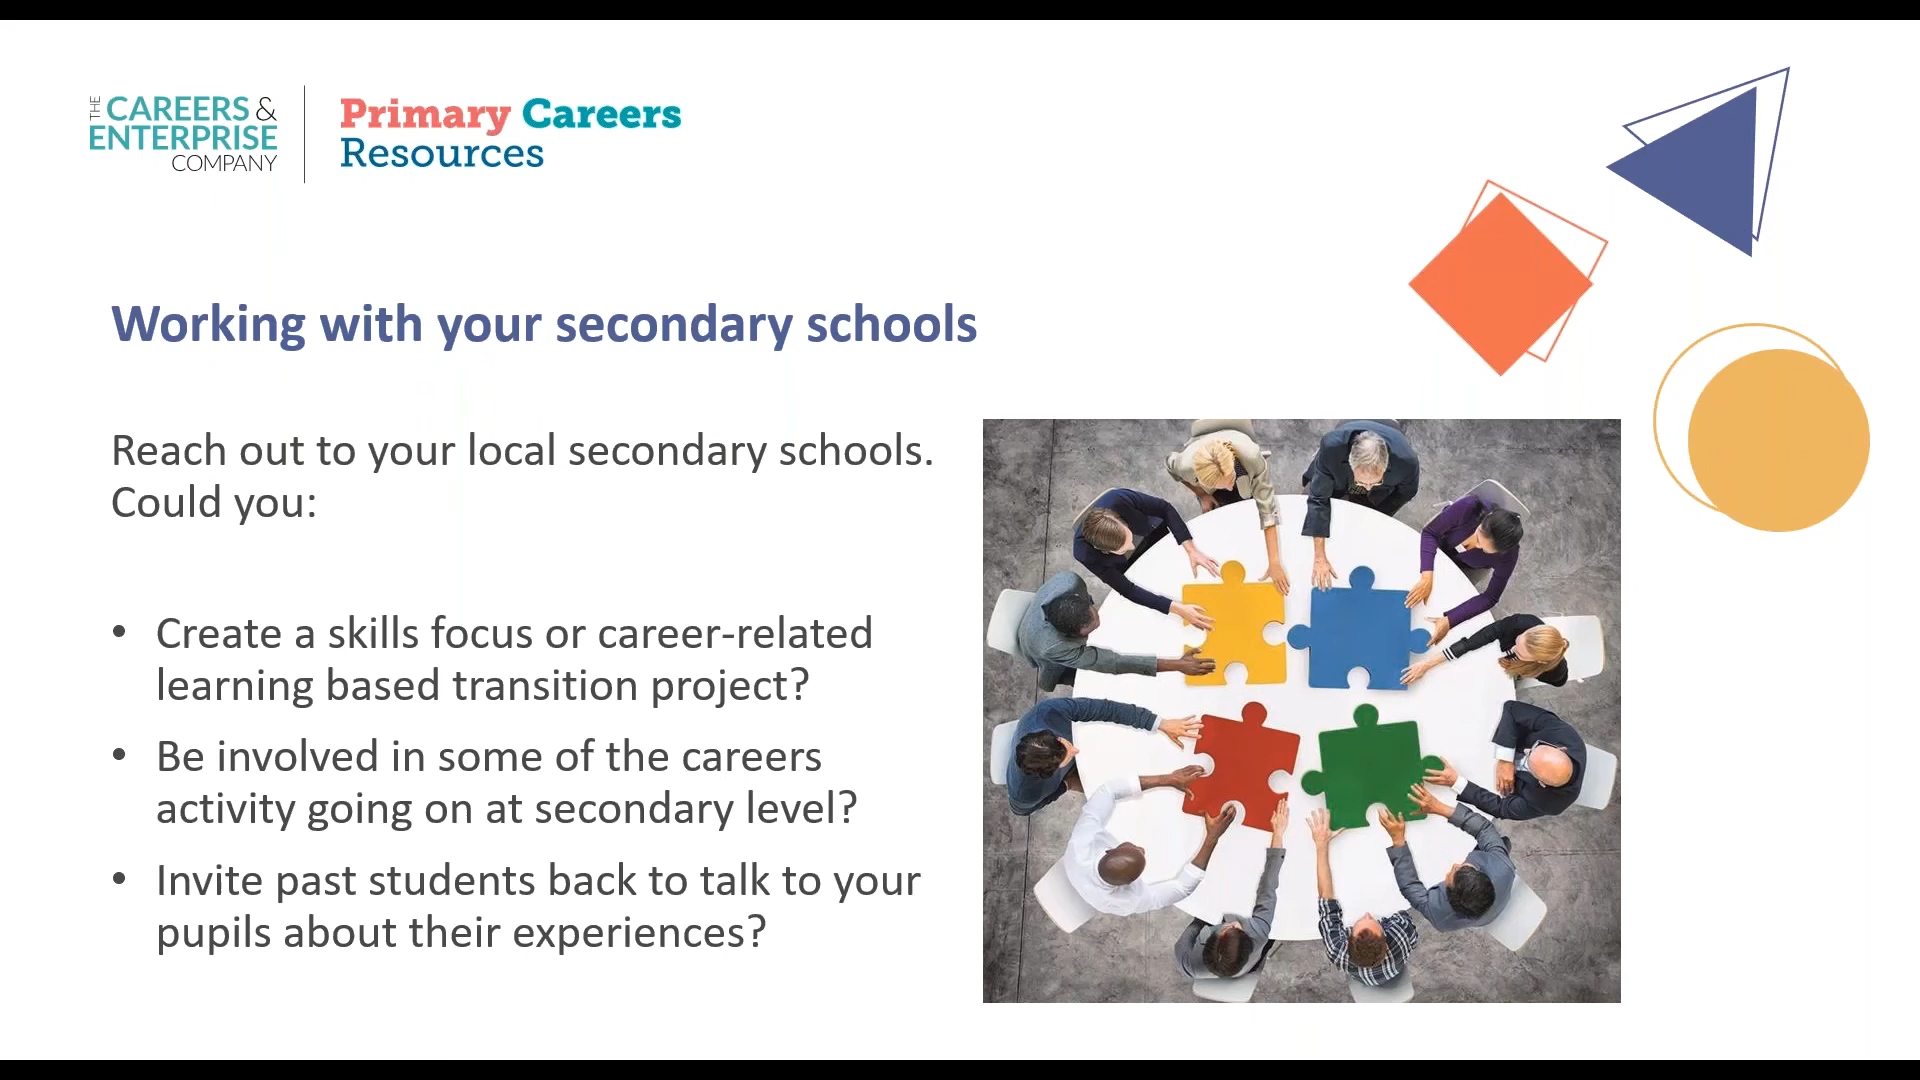 THE CAREERS &
ENTERPRISE
COMPANY
Primary Careers
Resources
Working with your secondary schools
Reach out to your local secondary schools.
Could you:
• Create a skills focus or career-related
learning based transition project?
• Be involved in some of the careers
activity going on at secondary level?
• Invite past students back to talk to your
pupils about their experiences?